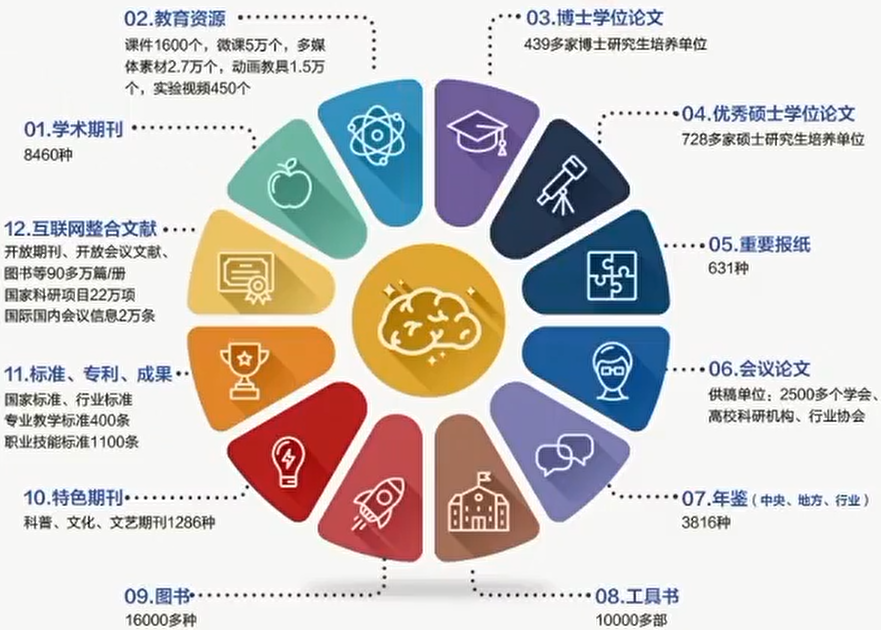 01.学术期刊
8460种
02.教育资源
课件1600个，微课5万个，多媒
体素材2.7万个，动画教具1.5万
个，实验视频450个
03.博士学位论文
439多家博士研究生培养单位
04.优秀硕士学位论文
728多家硕士研究生培养单位
05.重要报纸
631种
06.会议论文
供稿单位：2500多个学会、
高校科研机构、行业协会
07.年鉴（中央、地方、行业）
3816种
08.工具书
10000多部
09.图书
16000多种
10.特色期刊
科普、文化、文艺期刊1286种
11.标准、专利、成果
国家标准、行业标准
专业教学标准400条
职业技能标准1100条
12.互联网整合文献
开放期刊、开放会议文献、
图书等90多万篇/册
国家科研项目22万项
国际国内会议信息2万条